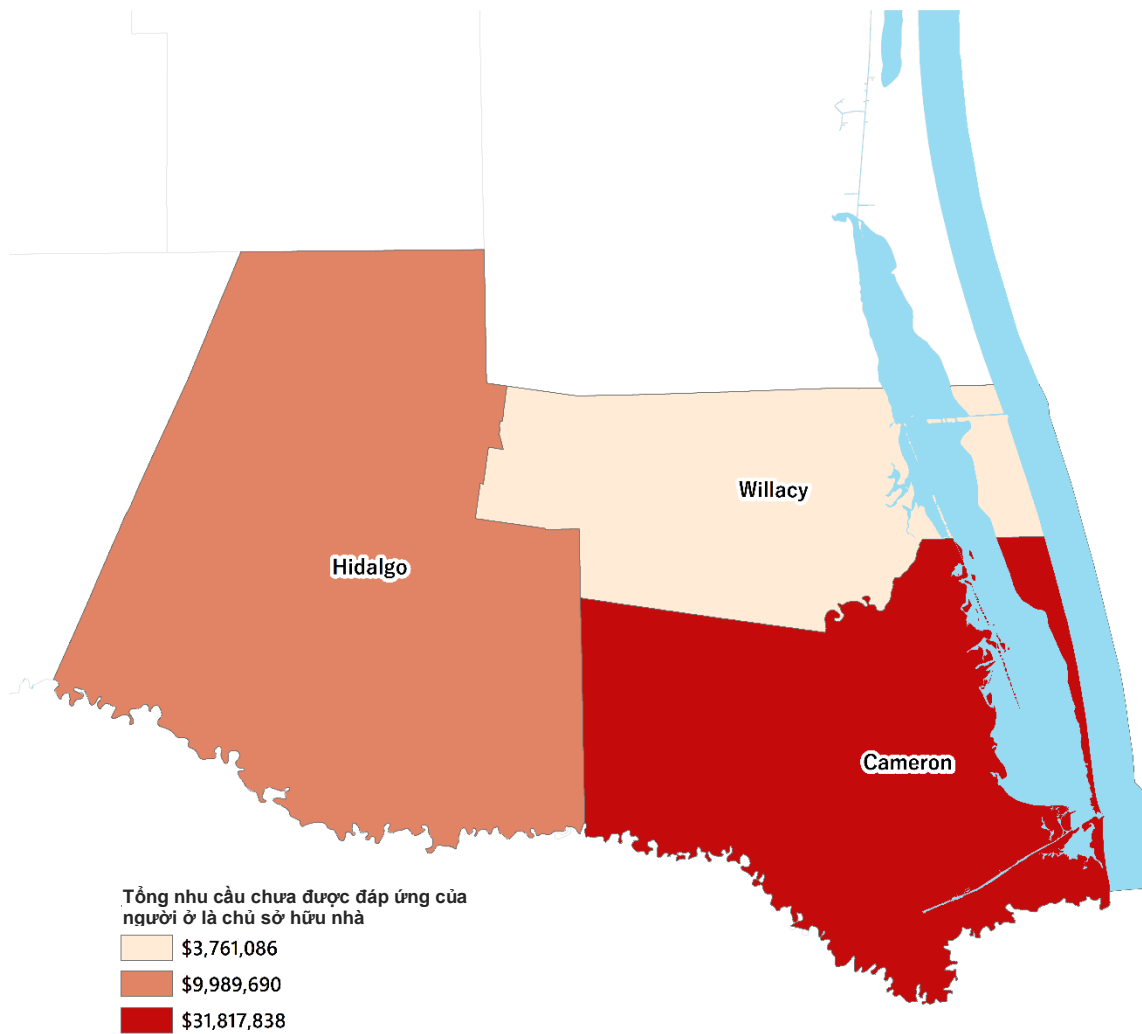 Willacy
Hidalgo
Cameron
Tổng nhu cầu chưa được đáp ứng của
người ở là chủ sở hữu nhà
$3,761,086
$9,989,690
$31,817,838